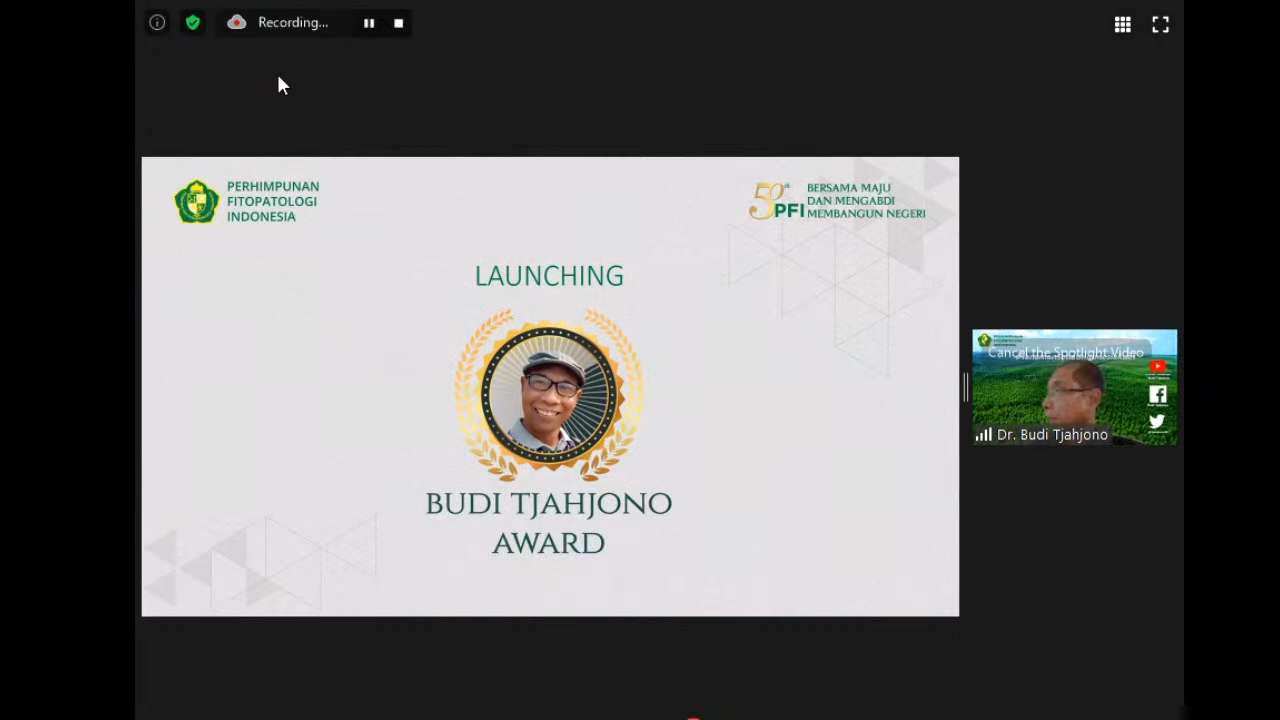 Recording...
PERHIMPUNAN
FITOPATOLOGI
INDONESIA
50th
PFI
BERSAMA MAJU
DAN MENGABDI
MEMBANGUN NEGERI
LAUNCHING
BUDI TJAHJONO
AWARD
Cancel the Spotlight Video
Dr. Budi Tjahjono